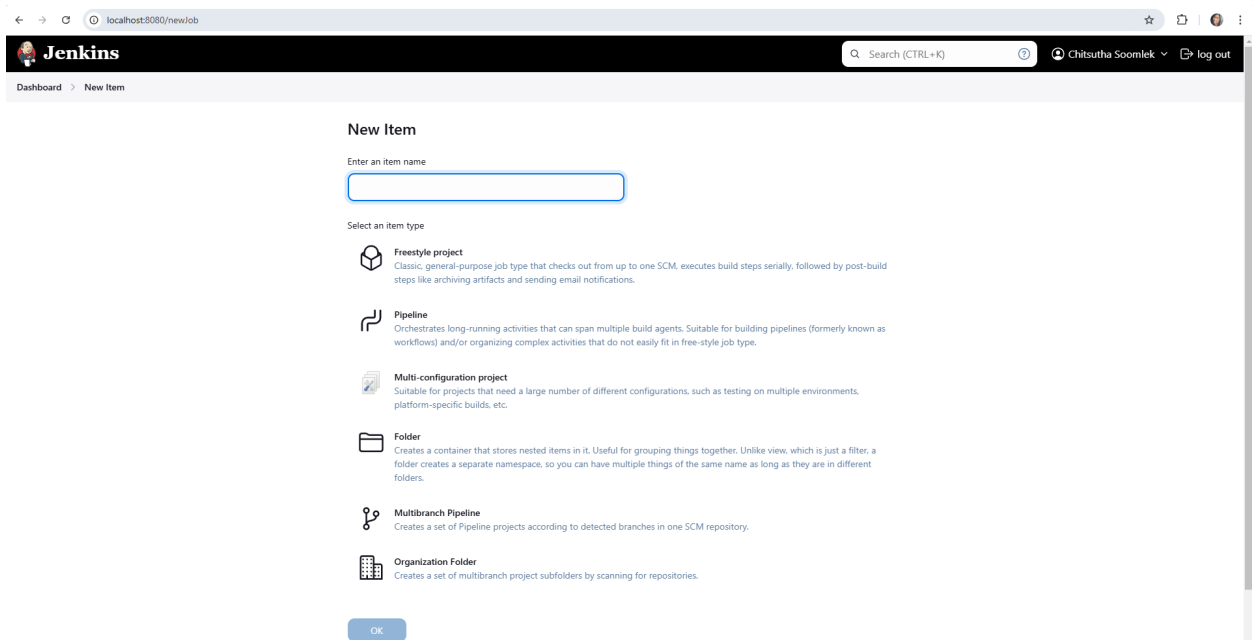 localhost:8080/newJob
Jenkins
Search (CTRL+K)
Chitsutha Soomlek
log out
Dashboard > New Item
New Item
Enter an item name
Select an item type
Freestyle project
Classic, general-purpose job type that checks out from up to one SCM, executes build steps serially, followed by post-build
steps like archiving artifacts and sending email notifications.
Pipeline
Orchestrates long-running activities that can span multiple build agents. Suitable for building pipelines (formerly known as
workflows) and/or organizing complex activities that do not easily fit in free-style job type.
Multi-configuration project
Suitable for projects that need a large number of different configurations, such as testing on multiple environments,
platform-specific builds, etc.
Folder
Creates a container that stores nested items in it. Useful for grouping things together. Unlike view, which is just a filter, a
folder creates a separate namespace, so you can have multiple things of the same name as long as they are in different
folders.
Multibranch Pipeline
Creates a set of Pipeline projects according to detected branches in one SCM repository.
Organization Folder
Creates a set of multibranch project subfolders by scanning for repositories.
OK